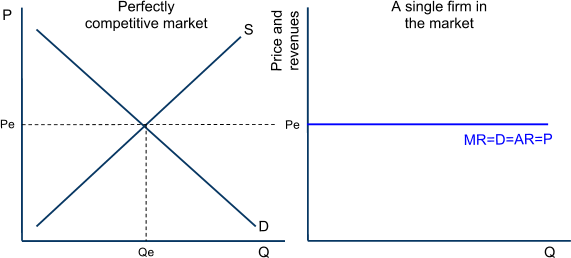 P
Perfectly
competitive market
S
Pe
D
Qe
Q
Price and
revenues
A single firm in
the market
Pe
MR=D=AR=P
Q